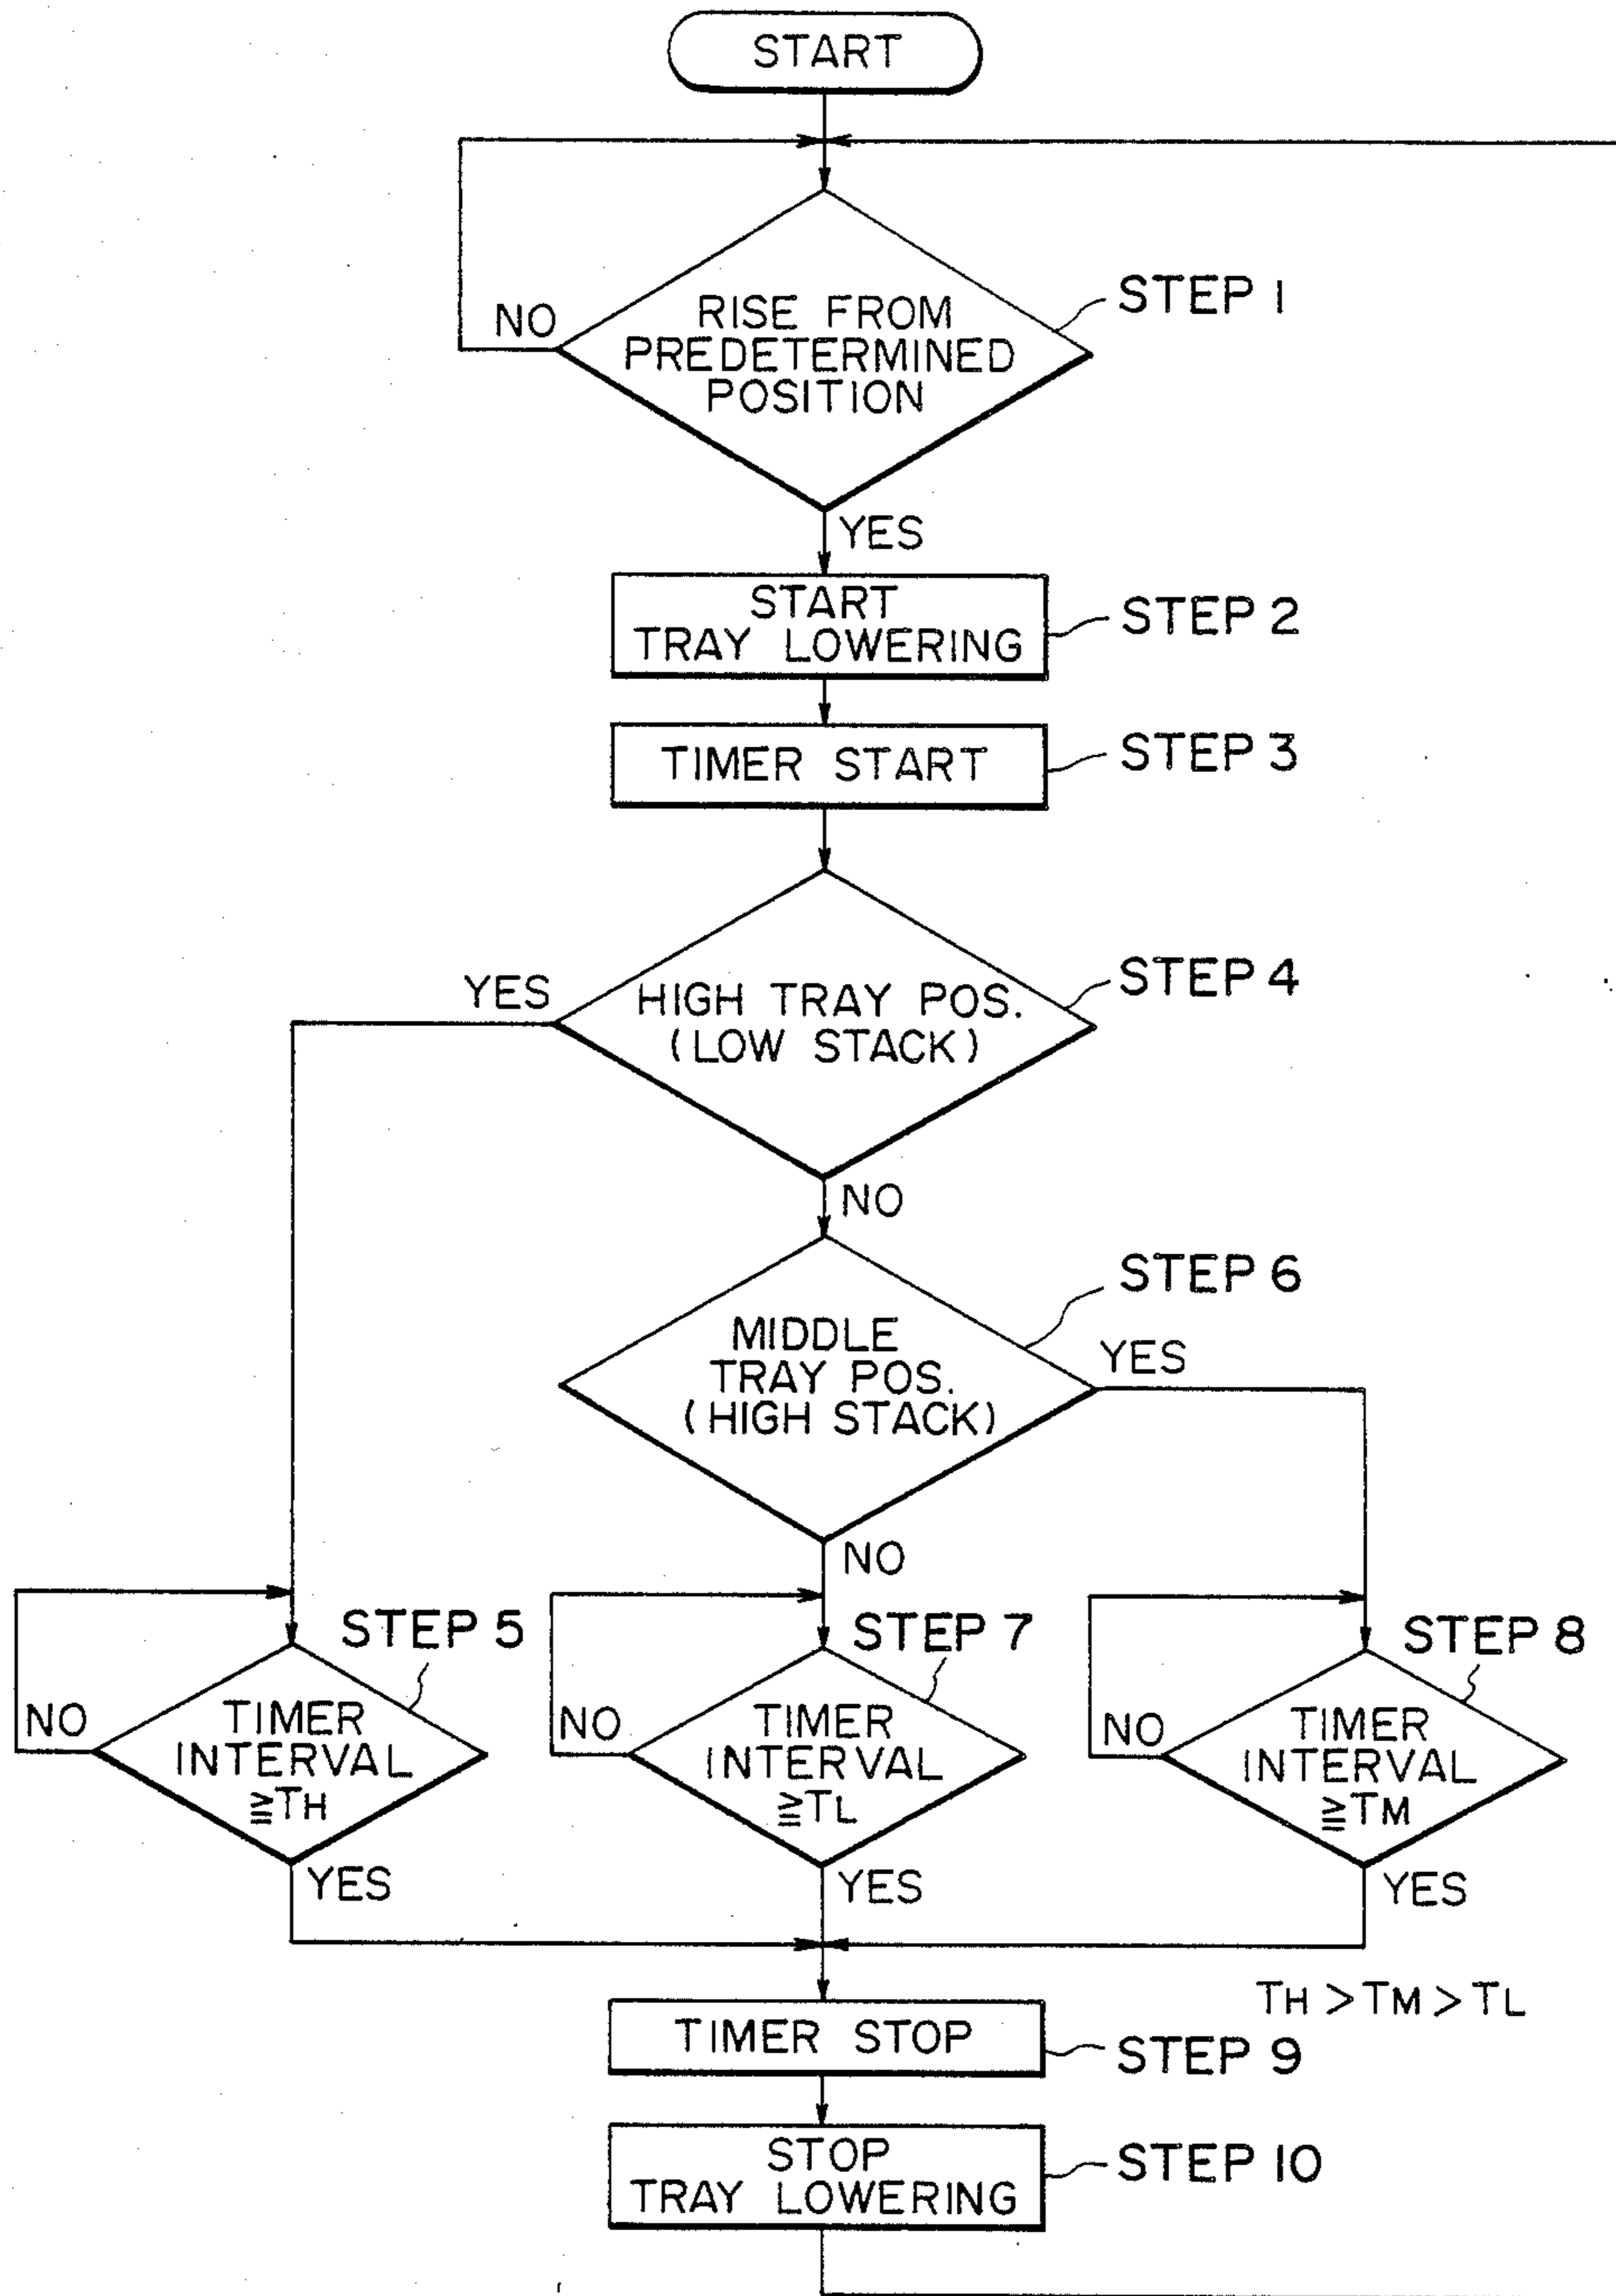 START
NO
RISE FROM
PREDETERMINED
POSITION
STEP 1
YES
START
TRAY LOWERING
STEP 2
TIMER START
STEP 3
YES
HIGH TRAY POS.
(LOW STACK)
STEP 4
NO
STEP 6
MIDDLE
TRAY POS.
(HIGH STACK)
YES
NO
STEP 5
NO
TIMER
INTERVAL
≧TH
YES
STEP 7
NO
TIMER
INTERVAL
≧TL
YES
STEP 8
NO
TIMER
INTERVAL
≧TM
YES
TH > TM > TL
TIMER STOP
STEP 9
STOP
TRAY LOWERING
STEP 10